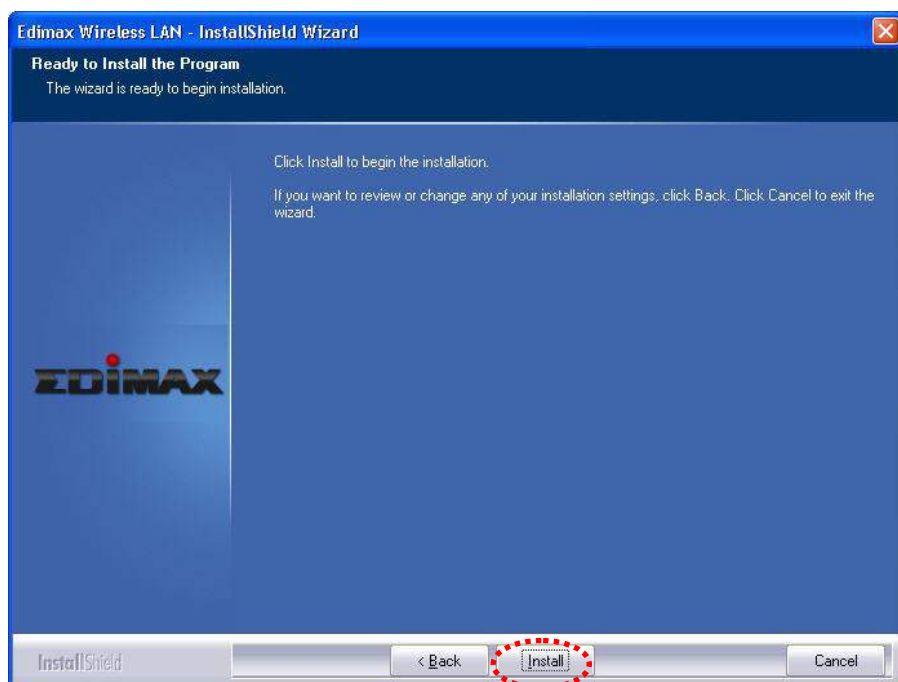 Edimax Wireless LAN - InstallShield Wizard
Ready to Install the Program
The wizard is ready to begin installation.
Click Install to begin the installation.
If you want to review or change any of your installation settings, click Back. Click Cancel to exit the
wizard.
EDiMAX
InstallShield
< Back
Install
Cancel